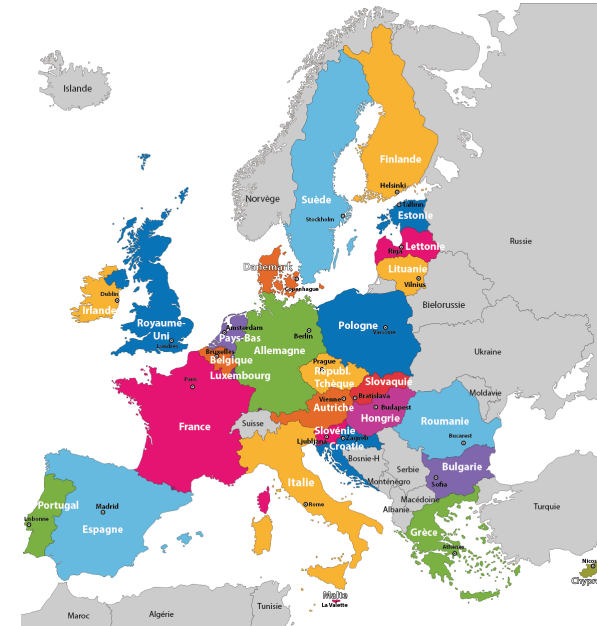 Islande
Finlande
Helsinki
Norvège
Suède
Stockholm
Tallein
Estonie
Russie
Riga
Lettonie
Danemark
Lituanie
Copenhague
Vilnius
Dublin
Irlande
Bielorussie
Royaume-
Uni
Londres
Amsterdam
Pays-Bas
Berlin
Pologne
Varsovie
Bruxelles
Belgique
Allemagne
Ukraine
Luxembourg
Prague
Républ.
Tchèque
Paris
Slovaquie
Moldavie
Vienne
Bratislava
Autriche
Budapest
Hongrie
France
Suisse
Roumanie
Slovénie
Ljubljana
Zagreb
Croatie
Bucarest
Bosnie-H
Serbie
Bulgarie
Sofia
Monténégro
Italie
Macédoine
Albanie
Portugal
Madrid
Rome
Lisbonne
Espagne
Turquie
Grèce
Athènes
Nicos
Chypr
Malte
La Valette
Tunisie
Maroc
Algérie